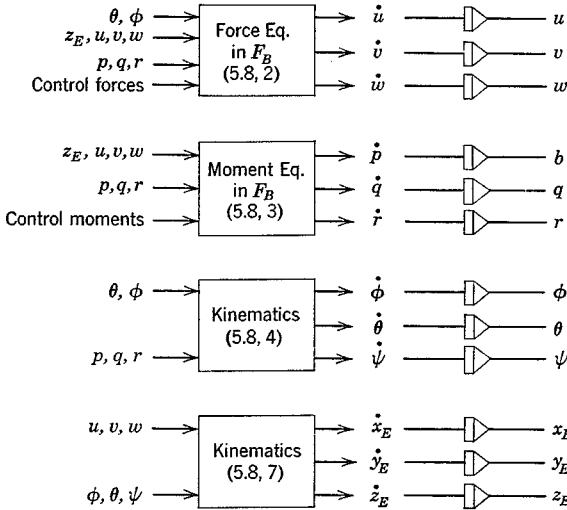 θ, ϕ
z_E, u, v, w
p, q, r
Control forces
Force Eq.
in F_B
(5.8, 2)
u̇ u
v̇ v
ẇ w
z_E, u, v, w
p, q, r
Control moments
Moment Eq.
in F_B
(5.8, 3)
ṗ b
q̇ q
ṙ r
θ, ϕ
p, q, r
Kinematics
(5.8, 4)
ϕ̇ ϕ
θ̇ θ
ψ̇ ψ
u, v, w
ϕ, θ, ψ
Kinematics
(5.8, 7)
ẋ_E x_E
ẏ_E y_E
ż_E z_E